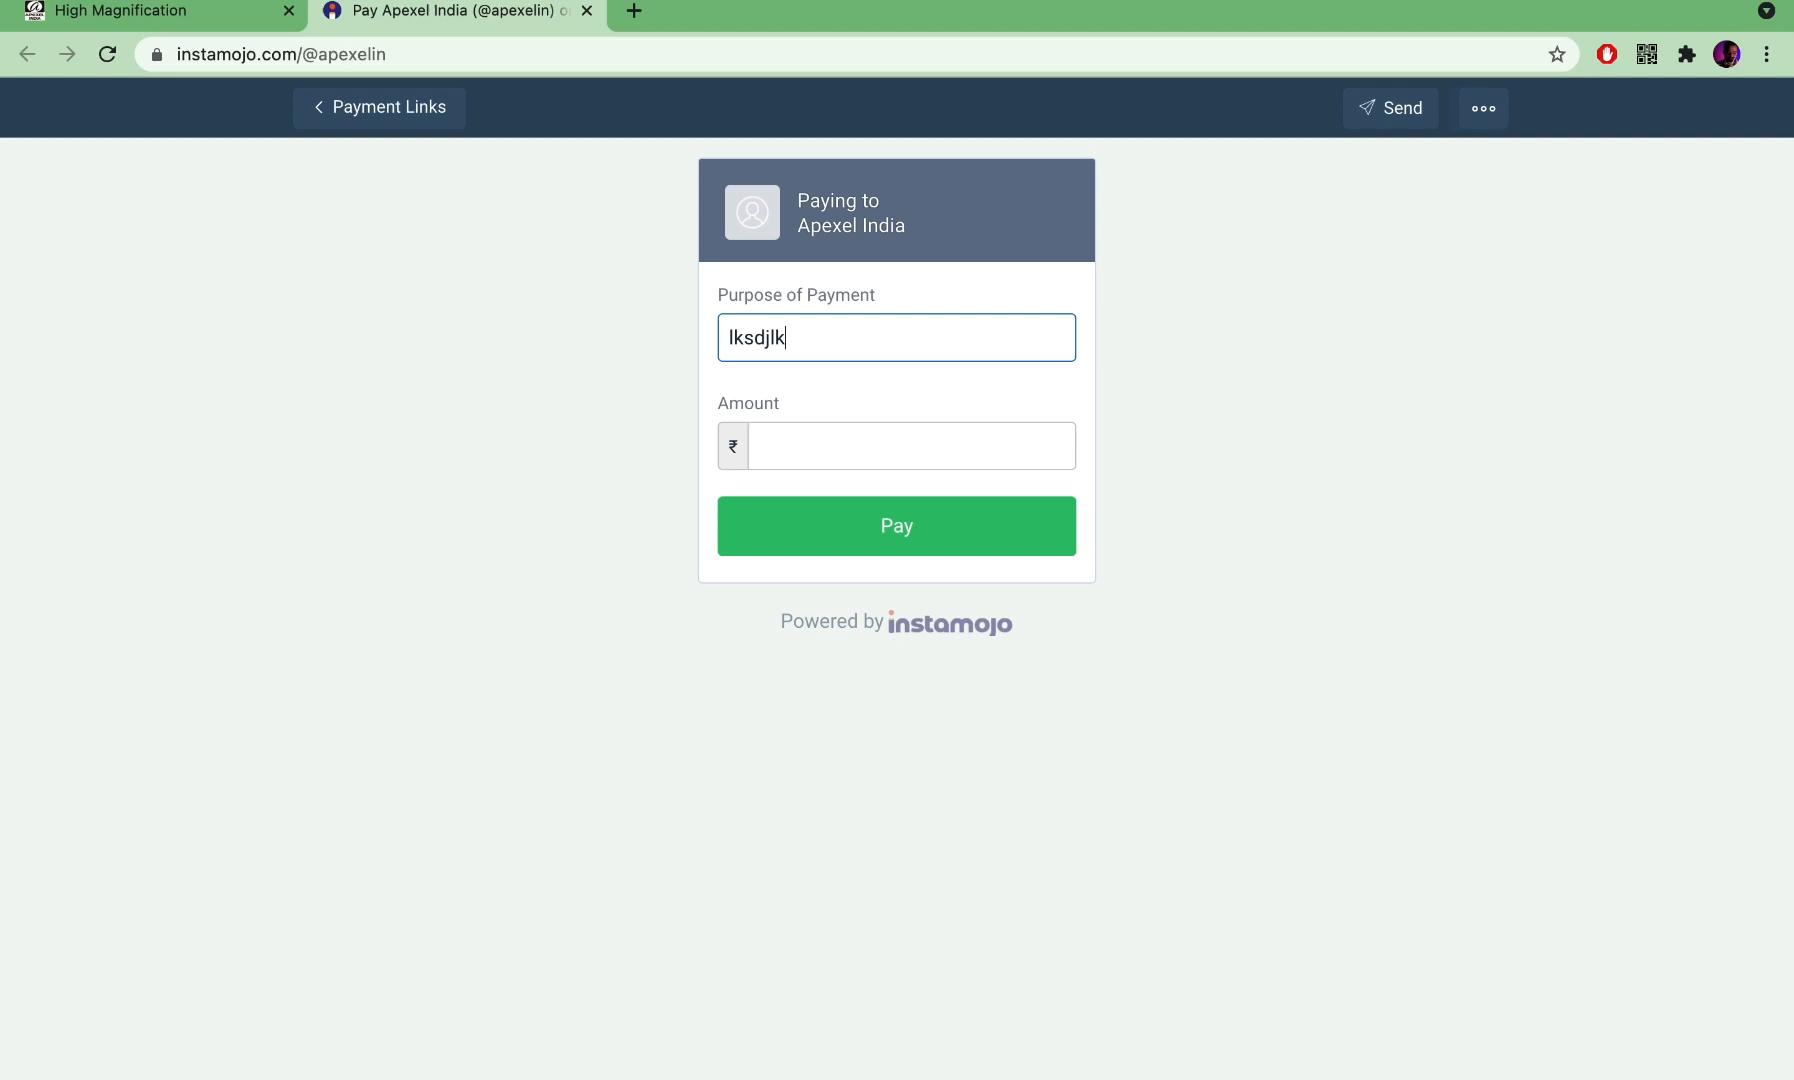 High Magnification
Pay Apexel India (@apexelin) o
instamojo.com/@apexelin
Payment Links
Send
Paying to
Apexel India
Purpose of Payment
lksdjlk
Amount
₹
Pay
Powered by instamojo